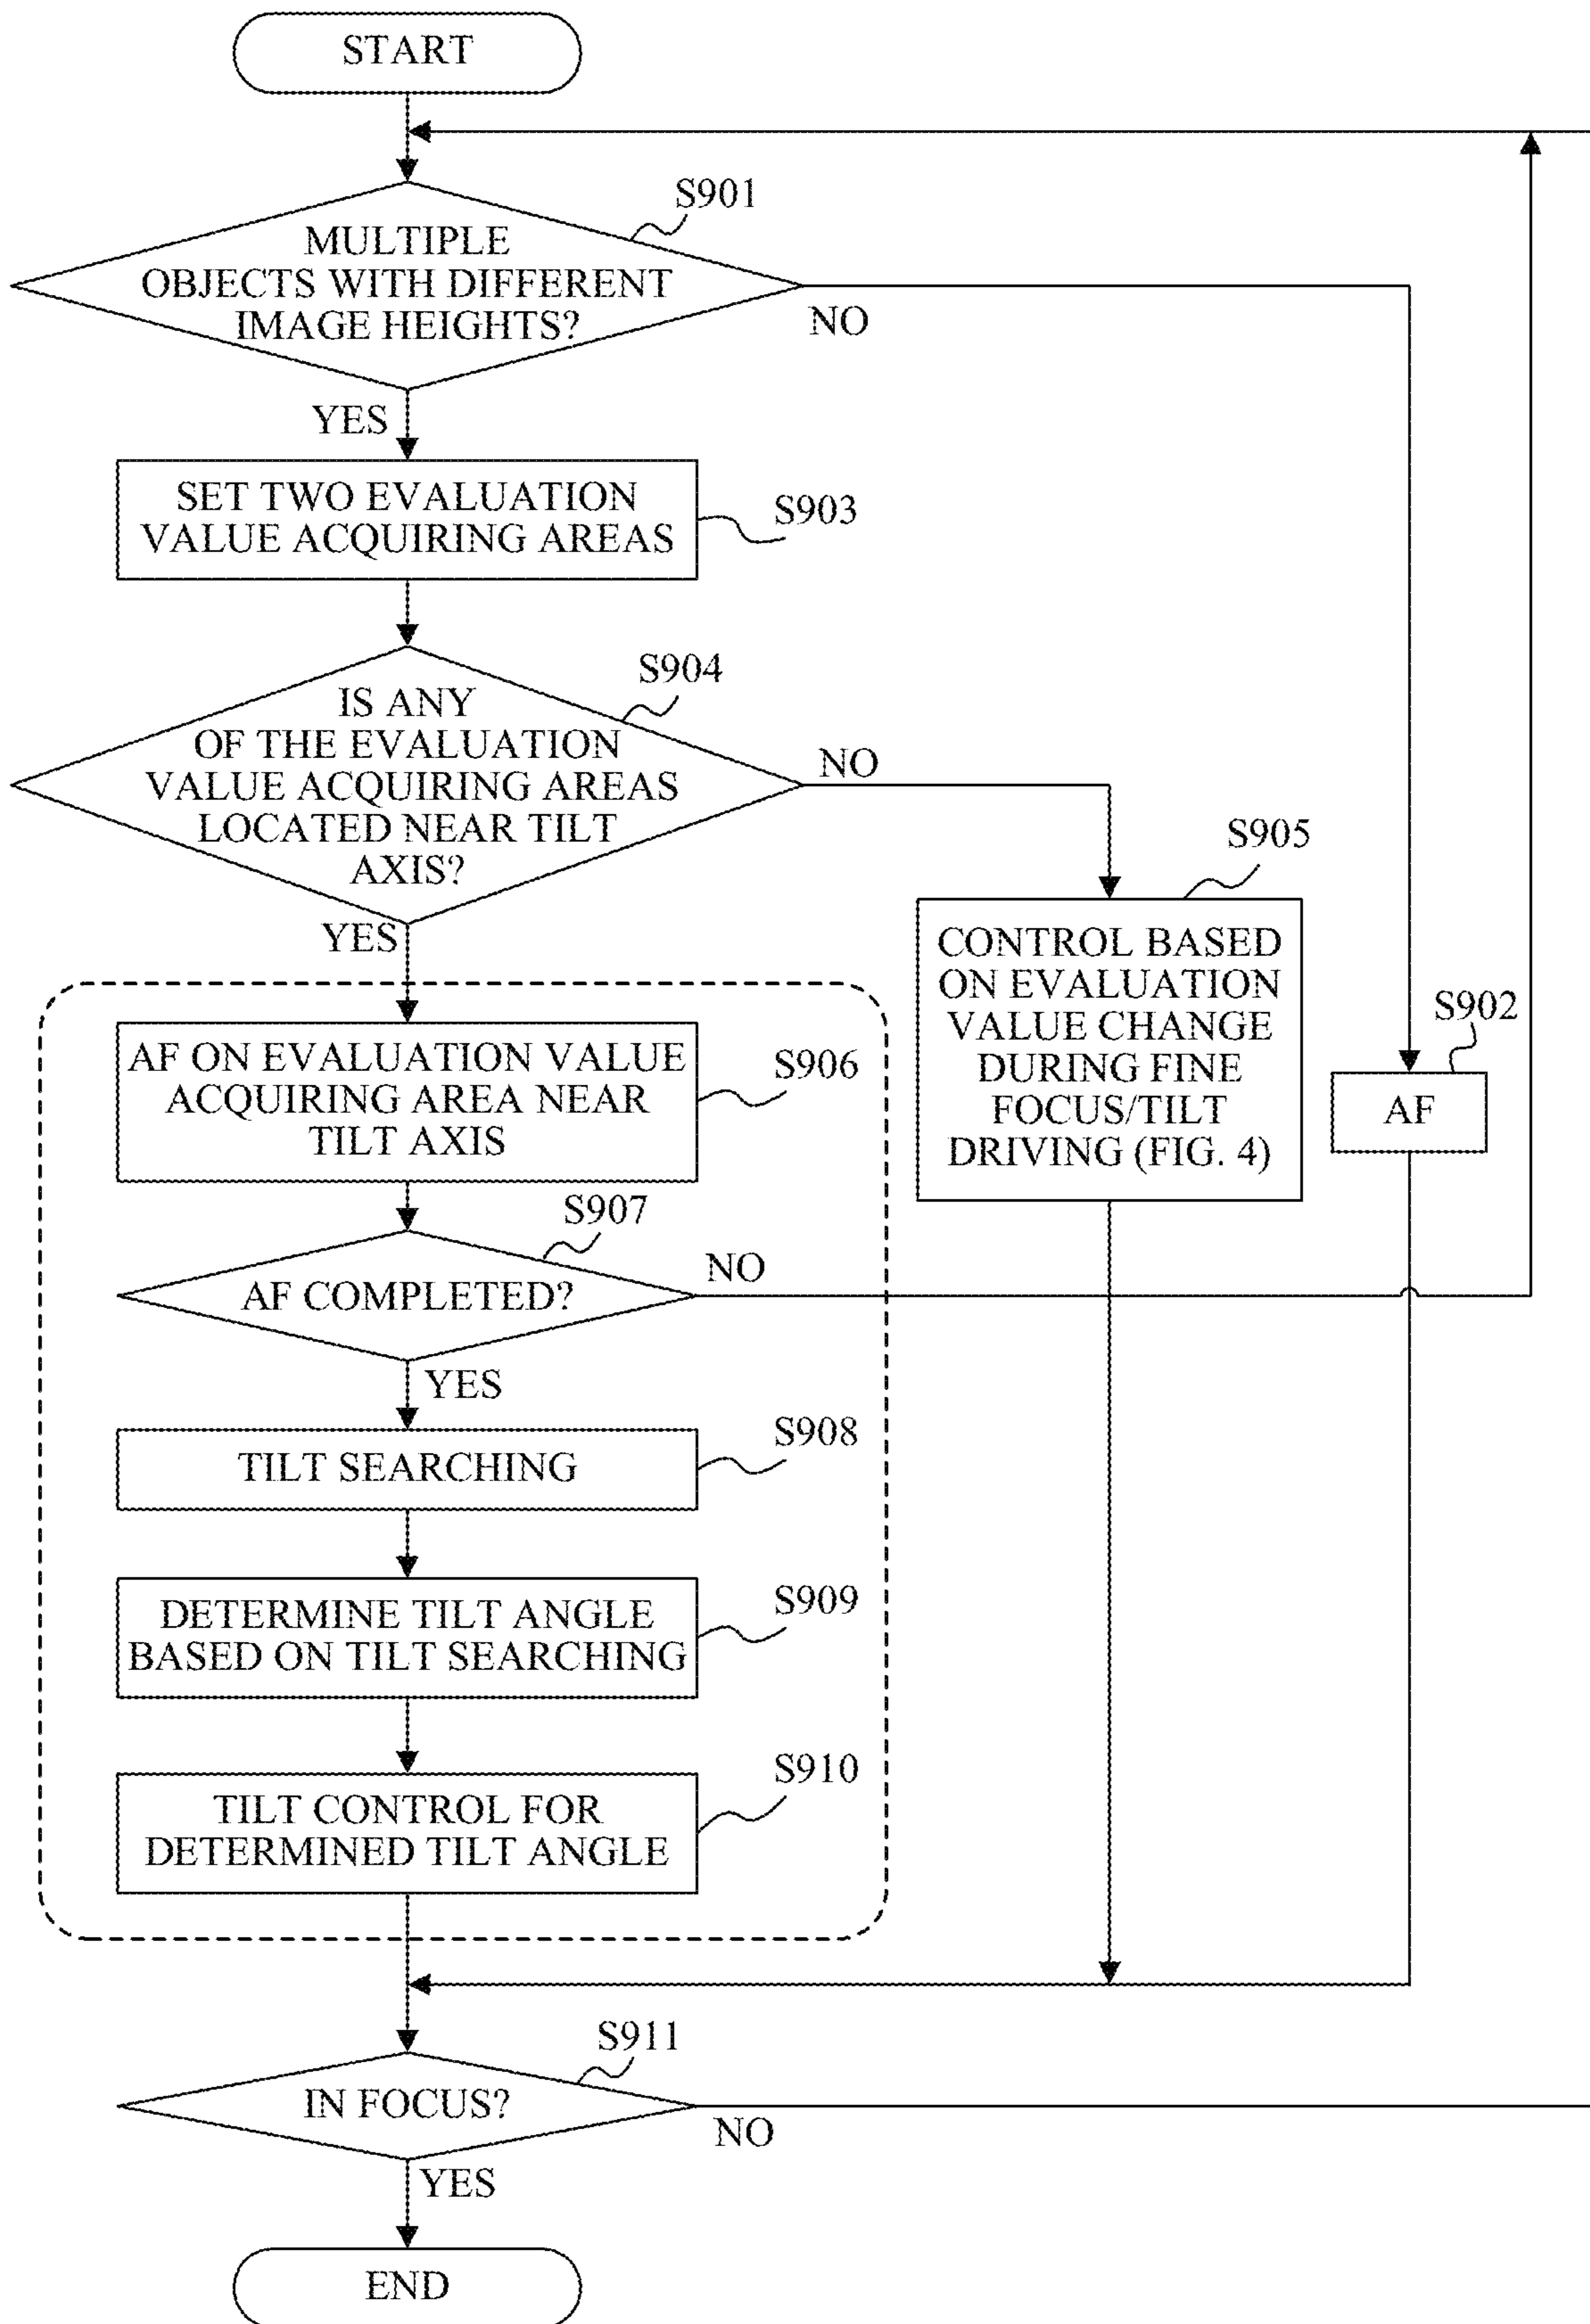 START
S901
MULTIPLE
OBJECTS WITH DIFFERENT
IMAGE HEIGHTS?
NO
YES
SET TWO EVALUATION
VALUE ACQUIRING AREAS
S903
S904
IS ANY
OF THE EVALUATION
VALUE ACQUIRING AREAS
LOCATED NEAR TILT
AXIS?
NO
YES
S905
CONTROL BASED
ON EVALUATION
VALUE CHANGE
DURING FINE
FOCUS/TILT
DRIVING (FIG. 4)
S902
AF
AF ON EVALUATION VALUE
ACQUIRING AREA NEAR
TILT AXIS
S906
S907
AF COMPLETED?
NO
YES
TILT SEARCHING
S908
DETERMINE TILT ANGLE
BASED ON TILT SEARCHING
S909
TILT CONTROL FOR
DETERMINED TILT ANGLE
S910
S911
IN FOCUS?
NO
YES
END